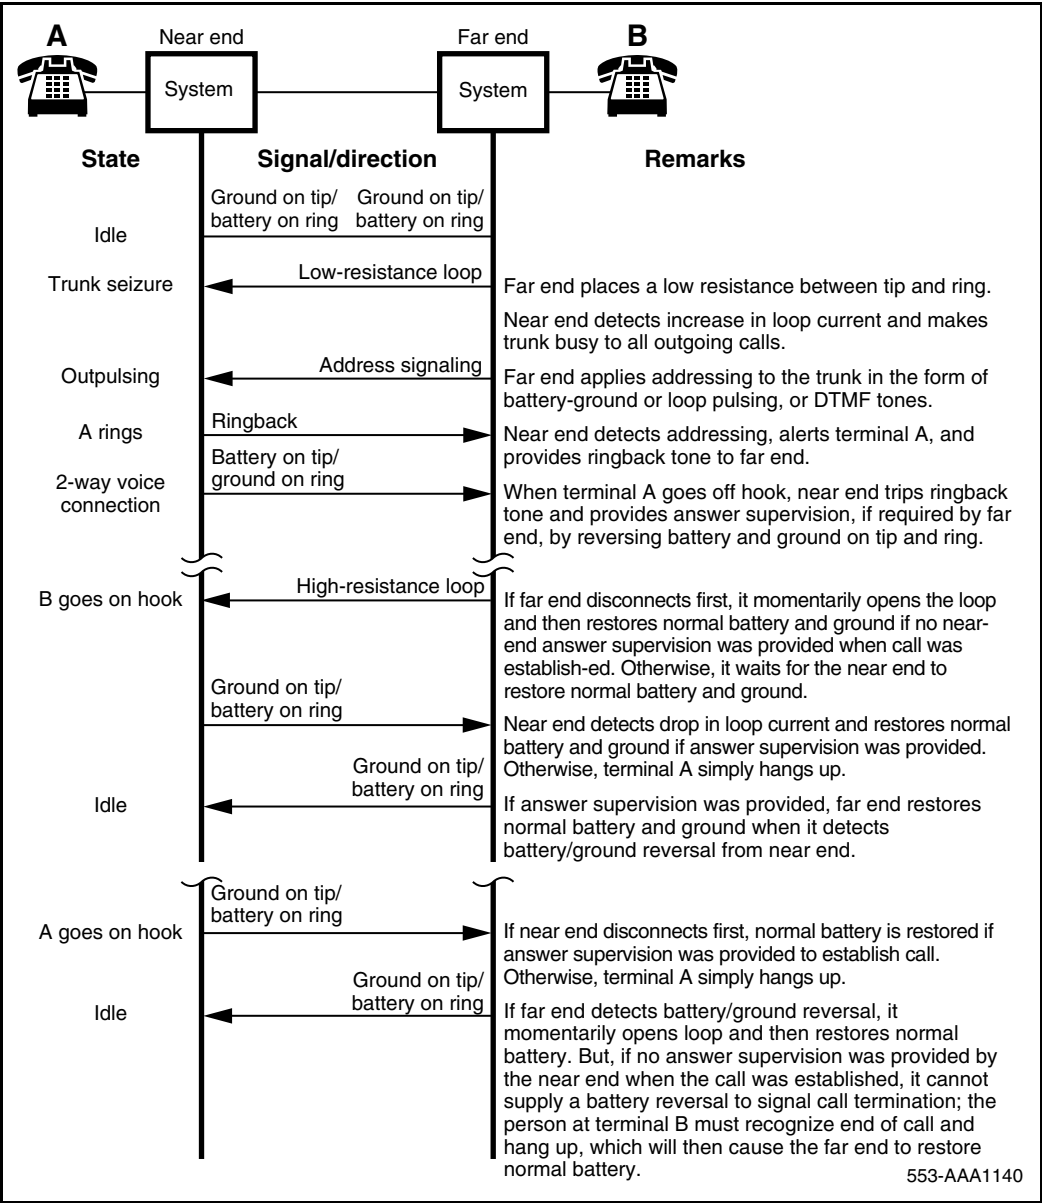 A
Near end
Far end
B
System
System
State
Signal/direction
Remarks
Ground on tip/
battery on ring
Ground on tip/
battery on ring
Idle
Trunk seizure
Low-resistance loop
Far end places a low resistance between tip and ring.
Near end detects increase in loop current and makes
trunk busy to all outgoing calls.
Outpulsing
Address signaling
Far end applies addressing to the trunk in the form of
battery-ground or loop pulsing, or DTMF tones.
A rings
Ringback
Near end detects addressing, alerts terminal A, and
provides ringback tone to far end.
2-way voice
connection
Battery on tip/
ground on ring
When terminal A goes off hook, near end trips ringback
tone and provides answer supervision, if required by far
end, by reversing battery and ground on tip and ring.
B goes on hook
High-resistance loop
If far end disconnects first, it momentarily opens the loop
and then restores normal battery and ground if no near-
end answer supervision was provided when call was
establish-ed. Otherwise, it waits for the near end to
restore normal battery and ground.
Ground on tip/
battery on ring
Near end detects drop in loop current and restores normal
battery and ground if answer supervision was provided.
Otherwise, terminal A simply hangs up.
Idle
Ground on tip/
battery on ring
If answer supervision was provided, far end restores
normal battery and ground when it detects
battery/ground reversal from near end.
A goes on hook
Ground on tip/
battery on ring
If near end disconnects first, normal battery is restored if
answer supervision was provided to establish call.
Otherwise, terminal A simply hangs up.
Idle
Ground on tip/
battery on ring
If far end detects battery/ground reversal, it
momentarily opens loop and then restores normal
battery. But, if no answer supervision was provided by
the near end when the call was established, it cannot
supply a battery reversal to signal call termination; the
person at terminal B must recognize end of call and
hang up, which will then cause the far end to restore
normal battery.
553-AAA1140